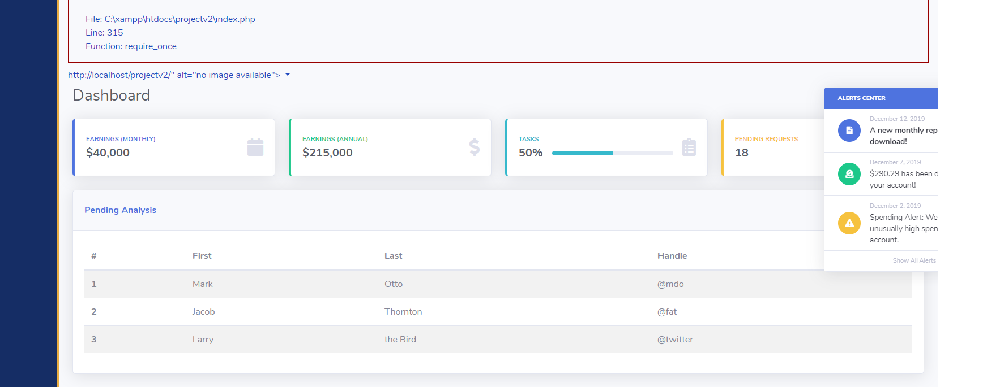 File: C:\xampp\htdocs\projectv2\index.php
Line: 315
Function: require_once
http://localhost/projectv2/" alt="no image available">
Dashboard
EARNINGS (MONTHLY)
$40,000
EARNINGS (ANNUAL)
$215,000
TASKS
50%
PENDING REQUESTS
18
ALERTS CENTER
December 12, 2019
A new monthly rep
download!
December 7, 2019
$290.29 has been d
your account!
December 2, 2019
Spending Alert: We
unusually high spen
account.
Show All Alerts
Pending Analysis
# First Last Handle
1 Mark Otto @mdo
2 Jacob Thornton @fat
3 Larry the Bird @twitter